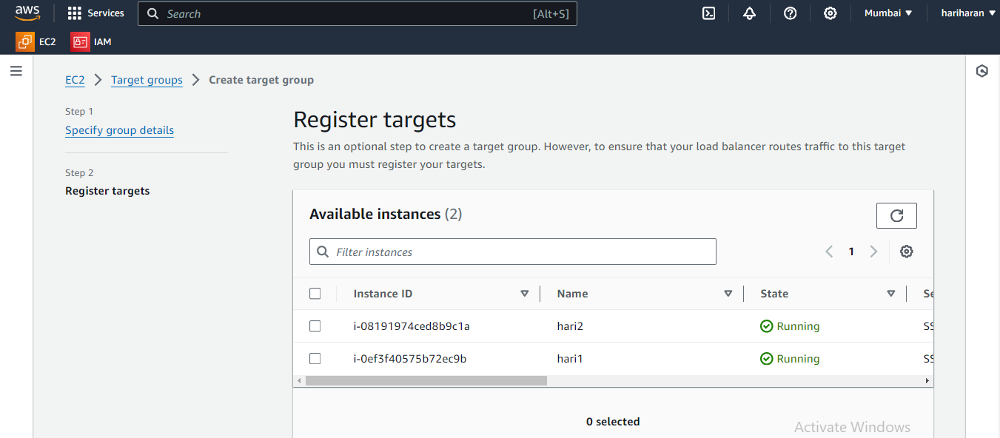 aws Services Search [Alt+S] Mumbai hariharan
EC2 IAM
EC2 Target groups Create target group
Step 1
Specify group details
Step 2
Register targets
Register targets
This is an optional step to create a target group. However, to ensure that your load balancer routes traffic to this target
group you must register your targets.
Available instances (2)
Filter instances
1
Instance ID Name State Se
i-08191974ced8b9c1a hari2 Running SS
i-0ef3f40575b72ec9b hari1 Running SS
0 selected
Activate Windows